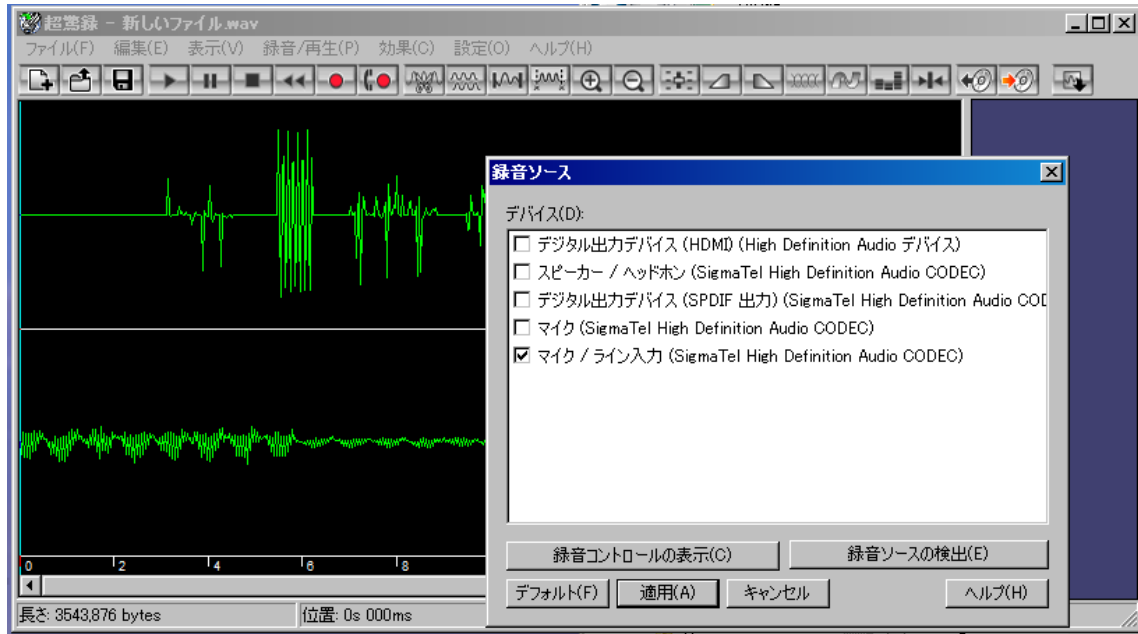 超驚録 - 新しいファイル.wav
ファイル(F) 編集(E) 表示(V) 録音/再生(P) 効果(C) 設定(O) ヘルプ(H)
録音ソース
デバイス(D):
デジタル出力デバイス (HDMI) (High Definition Audio デバイス)
スピーカー / ヘッドホン (SigmaTel High Definition Audio CODEC)
デジタル出力デバイス (SPDIF 出力) (SigmaTel High Definition Audio COD
マイク (SigmaTel High Definition Audio CODEC)
マイク / ライン入力 (SigmaTel High Definition Audio CODEC)
録音コントロールの表示(C) 録音ソースの検出(E)
デフォルト(F) 適用(A) キャンセル ヘルプ(H)
0 2 4 6 8
長さ: 3543,876 bytes 位置: 0s 000ms